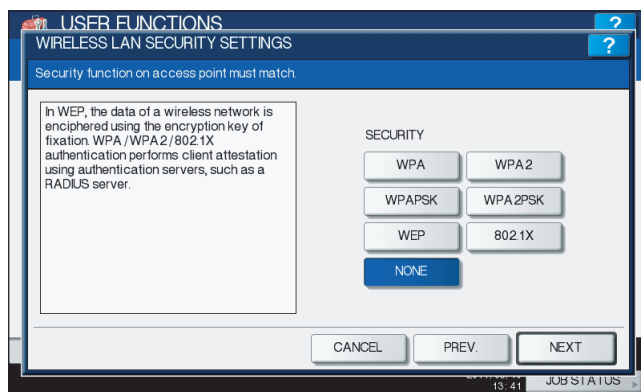 USER FUNCTIONS
?
WIRELESS LAN SECURITY SETTINGS
?
Security function on access point must match.
In WEP, the data of a wireless network is
enciphered using the encryption key of
fixation. WPA/WPA2/802.1X
authentication performs client attestation
using authentication servers, such as a
RADIUS server.
SECURITY
WPA WPA2
WPAPSK WPA2PSK
WEP 802.1X
NONE
CANCEL PREV. NEXT
13:41 JOB STATUS